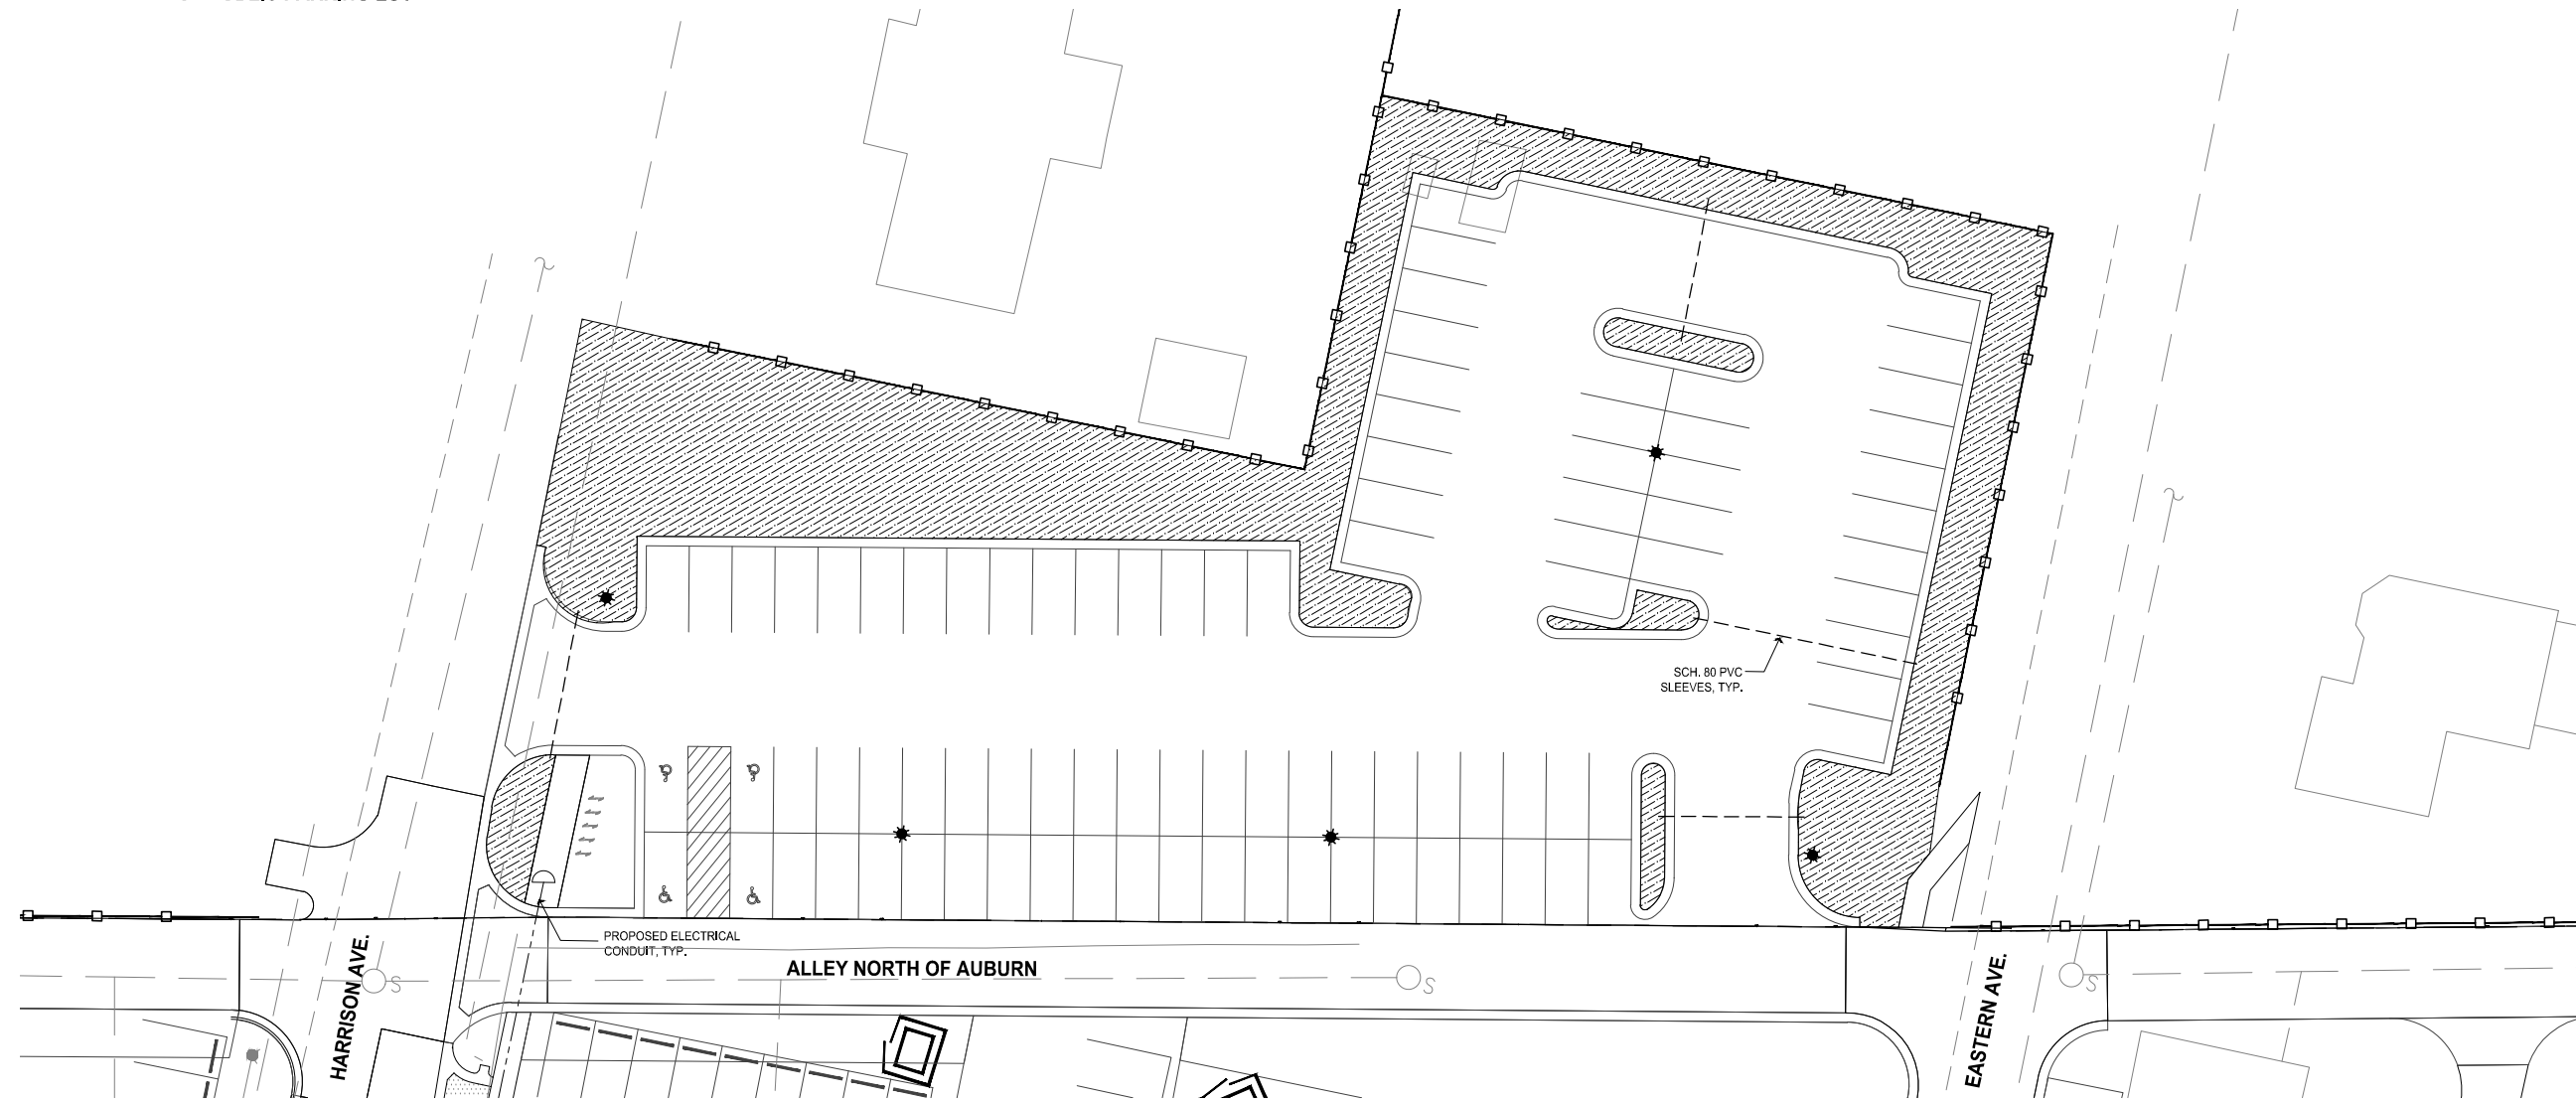 SCH. 80 PVC
SLEEVES, TYP.
PROPOSED ELECTRICAL
CONDUIT, TYP.
ALLEY NORTH OF AUBURN
HARRISON AVE.
EASTERN AVE.
S
S
S